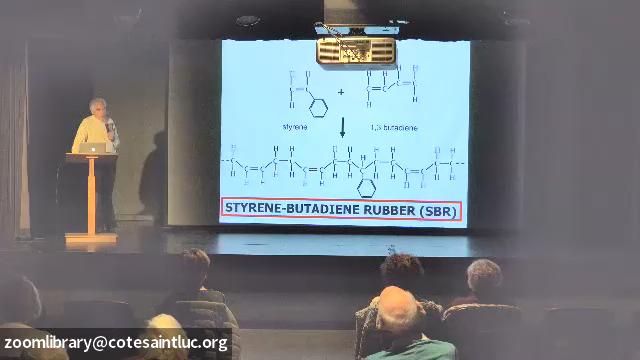 styrene
+
1,3 butadiene
STYRENE-BUTADIENE RUBBER (SBR)
zoomlibrary@cotesaintluc.org